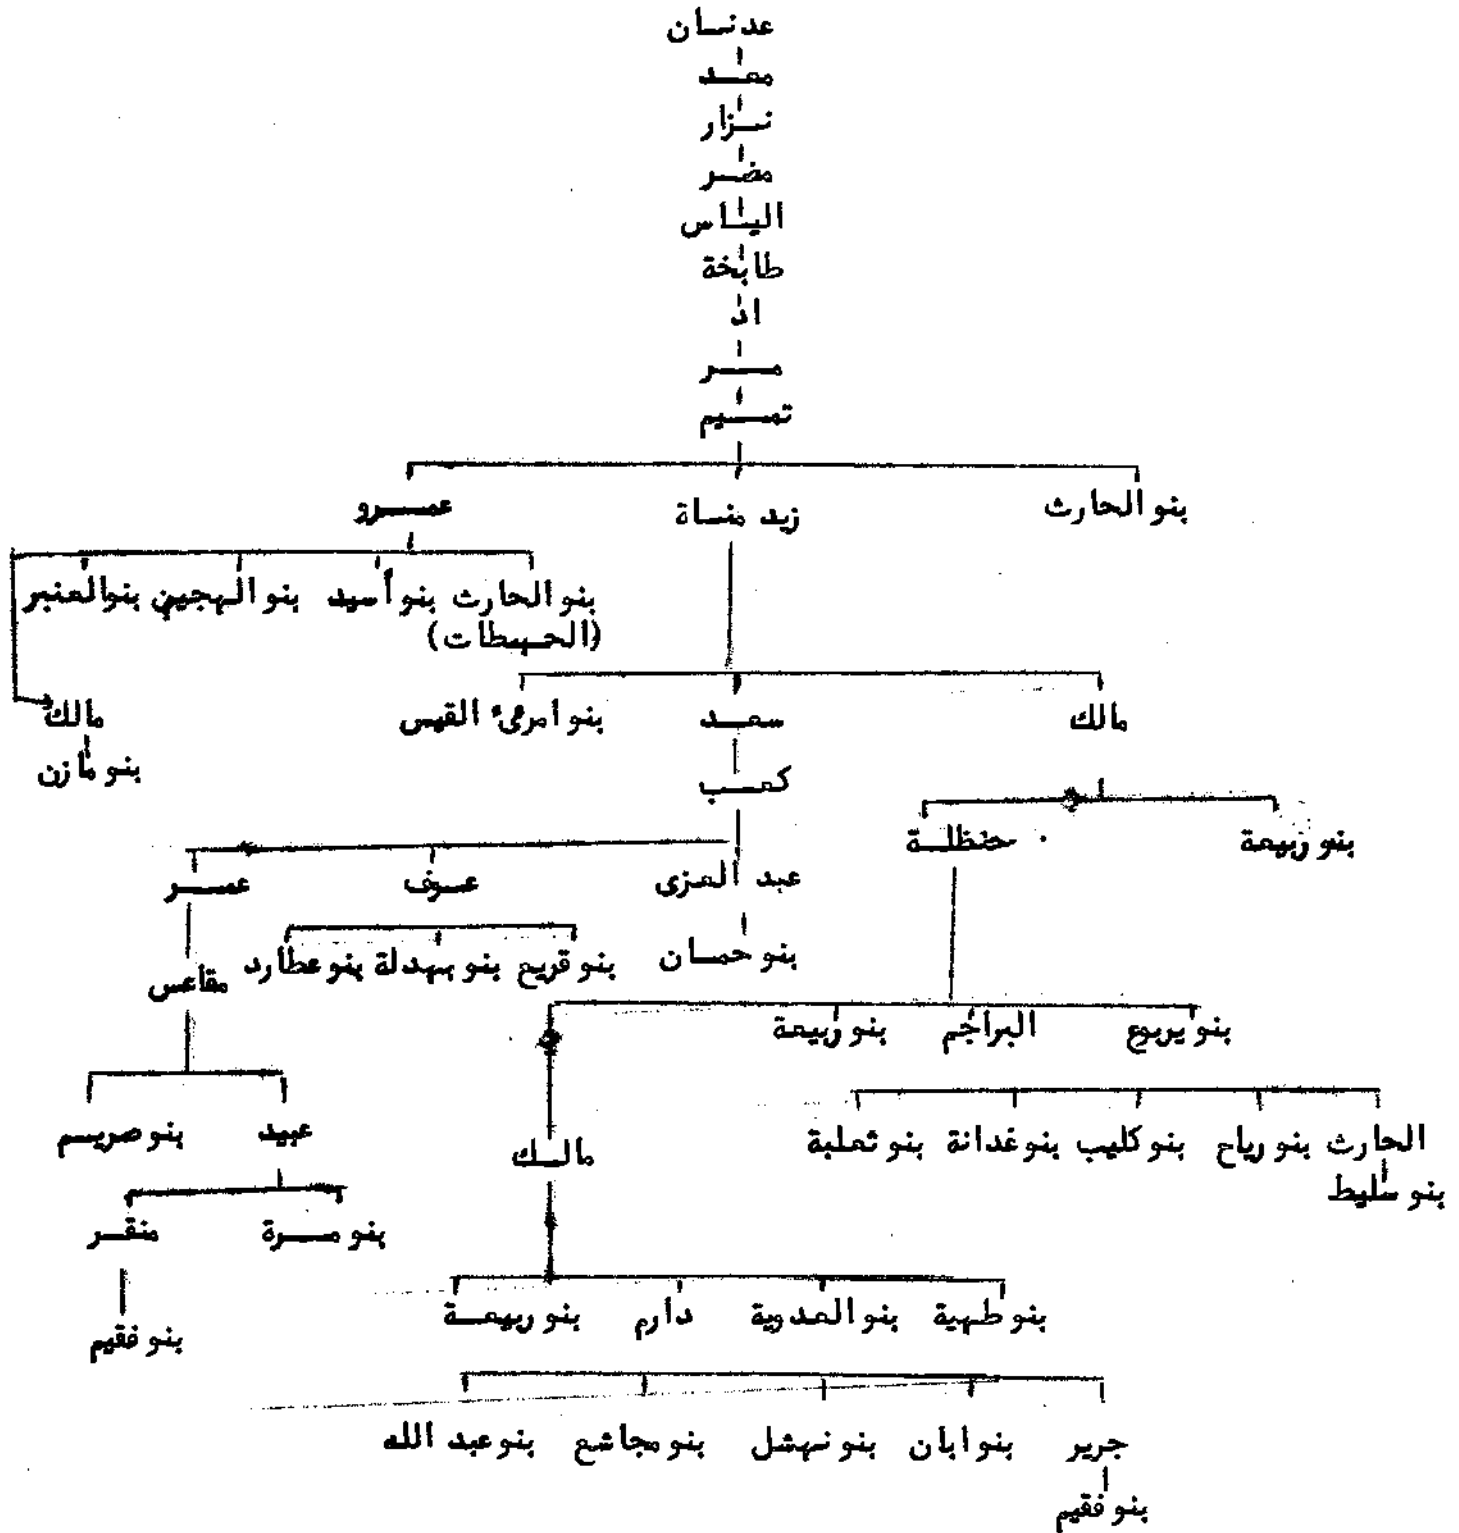 عدنان
معد
نزار
مضر
الياس
طابخة
اد
مر
تميم
بنو الحارث
زيد مناة
عمرو
بنو الحارث
(الحبطات)
بنو أسيد
بنو الهجيم
بنو العنبر
مالك
سعد
بنو امرىء القيس
مالك
بنو مازن
كعب
بنو ربيعة
حنظلة
عبد العزى
عوف
عمر
بنو حمان
بنو قريع
بنو بهدلة
بنو عطارد
مقاعس
بنو يربوع
البراجم
بنو ربيعة
الحارث
بنو رياح
بنو كليب
بنو غدانة
بنو ثعلبة
مالك
عبيد
بنو صريم
بنو سليط
بنو مرة
منقر
بنو طهية
بنو العدوية
دارم
بنو ربيعة
بنو فقيم
جرير
بنو ابان
بنو نهشل
بنو مجاشع
بنو عبد الله
بنو فقيم